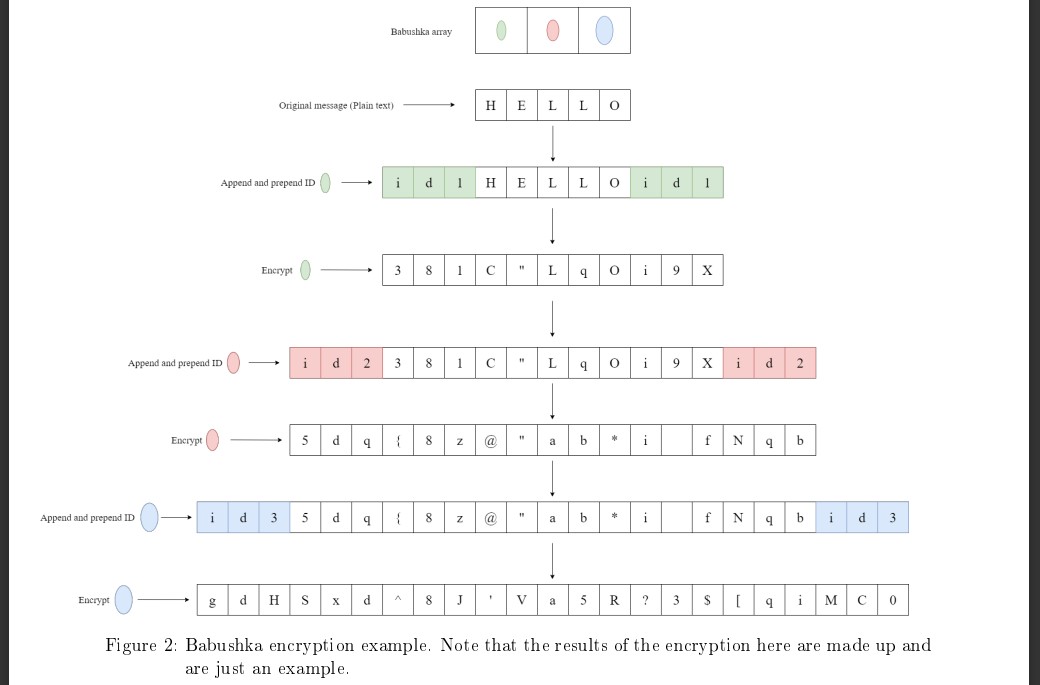 Babushka array
Original message (Plain text) H E L L O
Append and prepend ID i d 1 H E L L O i d 1
Encrypt 3 8 1 C " L q O i 9 X
Append and prepend ID i d 2 3 8 1 C " L q O i 9 X i d 2
Encrypt 5 d q { 8 z @ " a b * i f N q b
Append and prepend ID i d 3 5 d q { 8 z @ " a b * i f N q b i d 3
Encrypt g d H S x d ^ 8 J ' V a 5 R ? 3 $ [ q i M C 0
Figure 2: Babushka encryption example. Note that the results of the encryption here are made up and
are just an example.